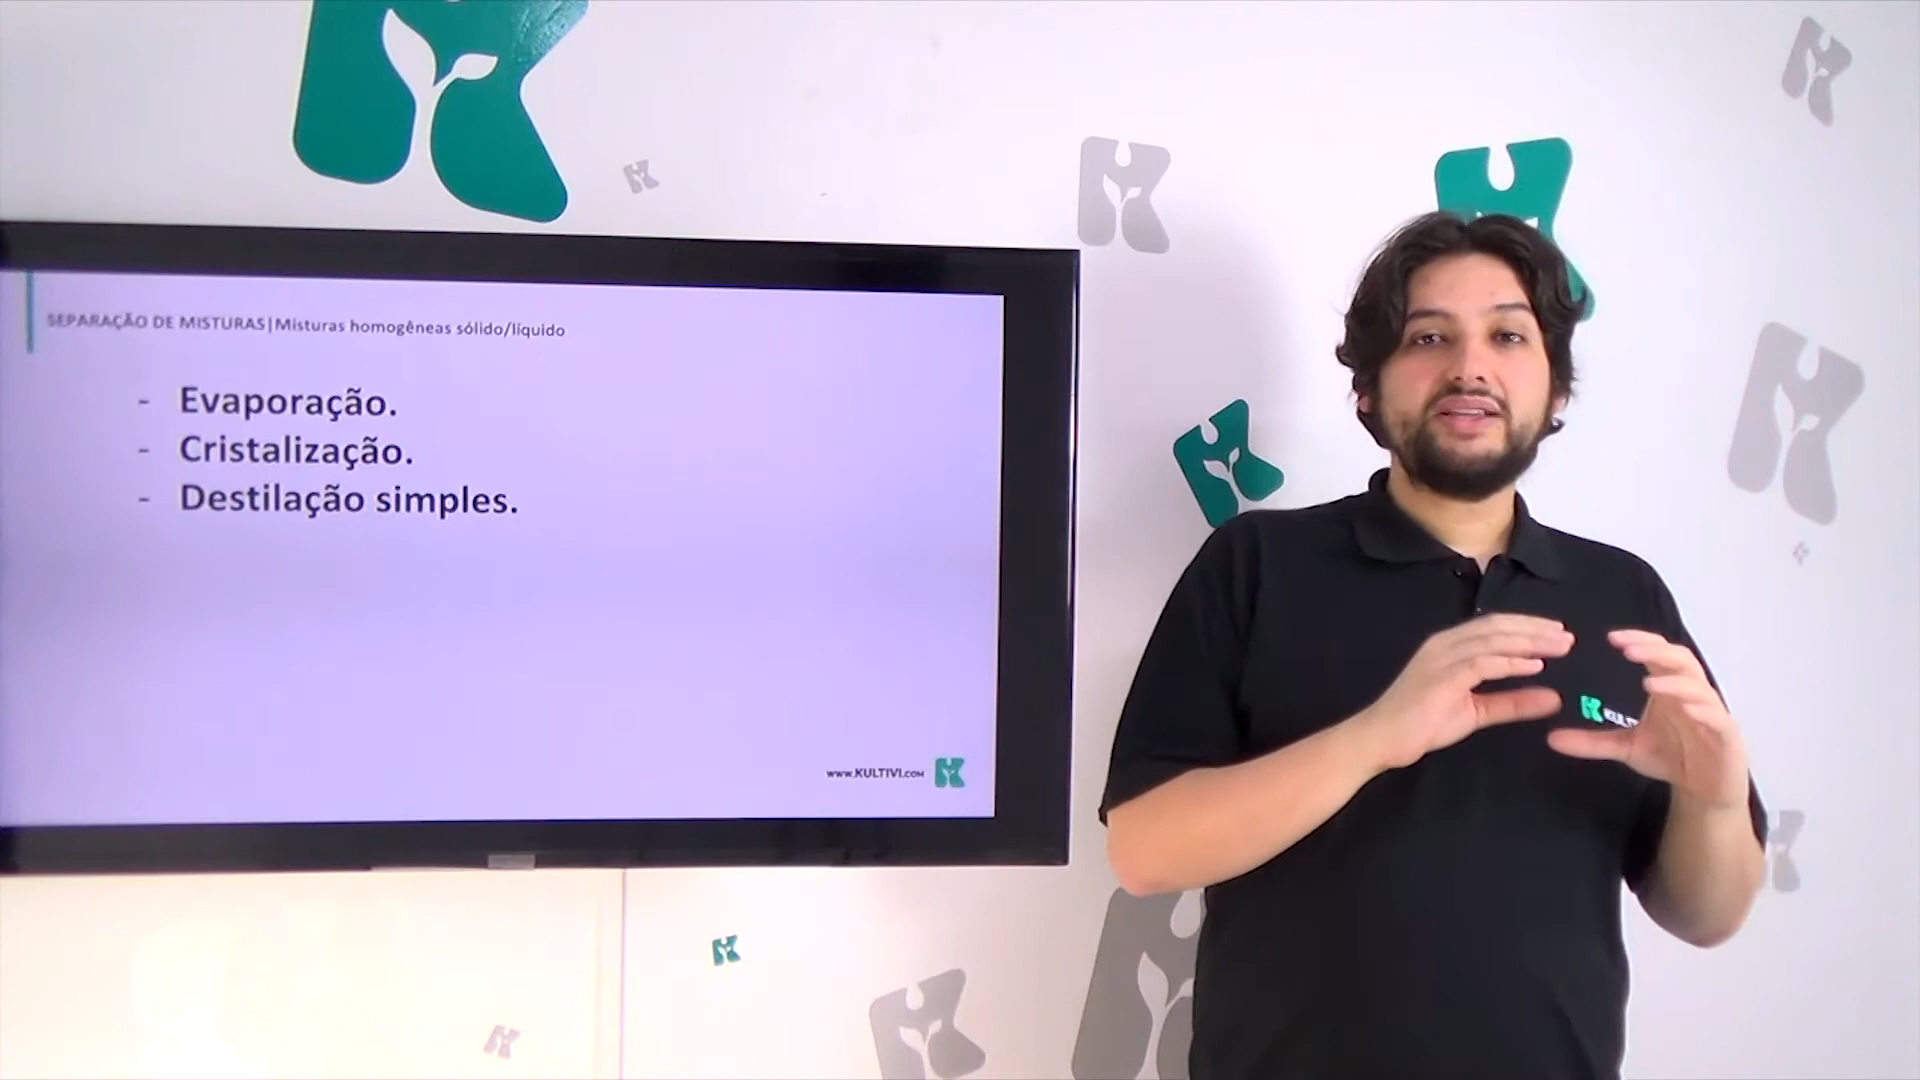 SEPARAÇÃO DE MISTURAS|Misturas homogêneas sólido/líquido
- Evaporação.
- Cristalização.
- Destilação simples.
www.KULTIVI.COM